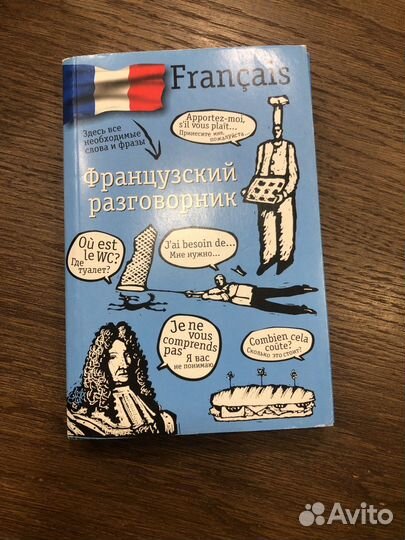 Français
Apportez-moi,
s'il vous plaît...
Принесите мне,
пожалуйста...
Здесь все
необходимые
слова и фразы
Французский
разговорник
Où est
le WC?
Где
туалет?
J'ai besoin de...
Мне нужно...
Je ne
vous
comprends
pas
Я вас
не понимаю
Combien cela
coûte?
Сколько это стоит?
Avito